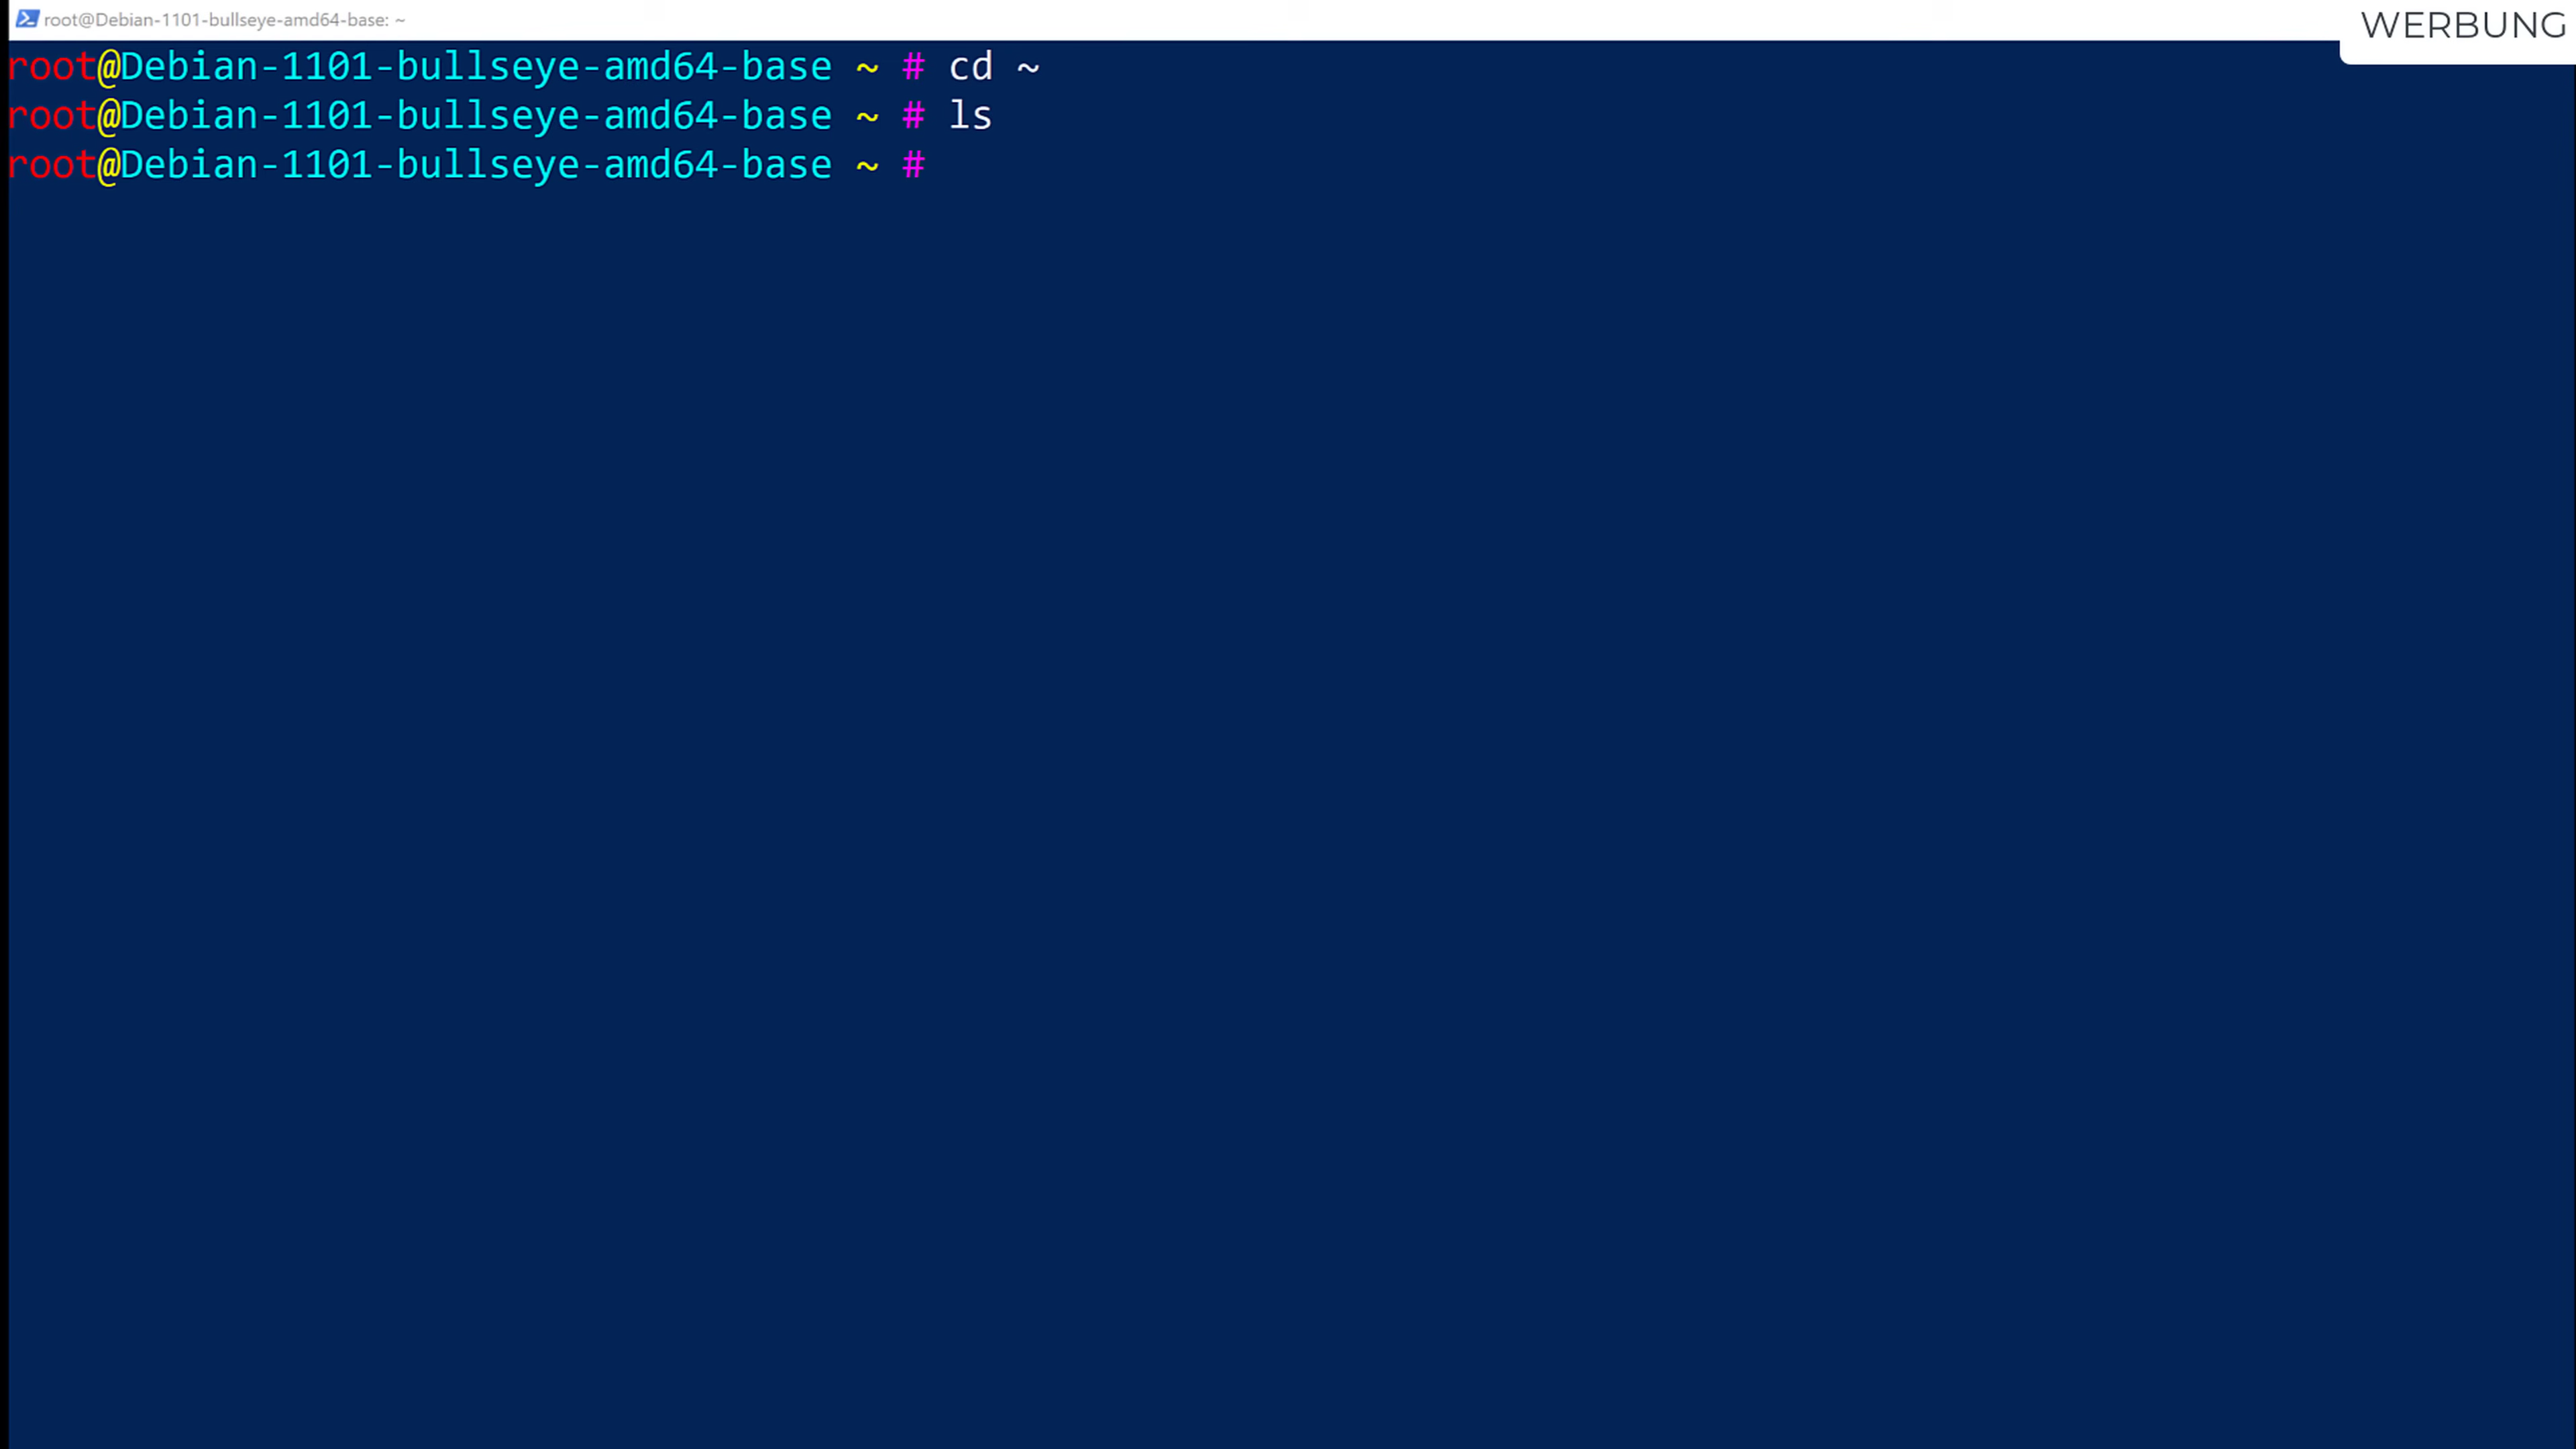 root@Debian-1101-bullseye-amd64-base: ~
WERBUNG
root@Debian-1101-bullseye-amd64-base ~ # cd ~
root@Debian-1101-bullseye-amd64-base ~ # ls
root@Debian-1101-bullseye-amd64-base ~ #